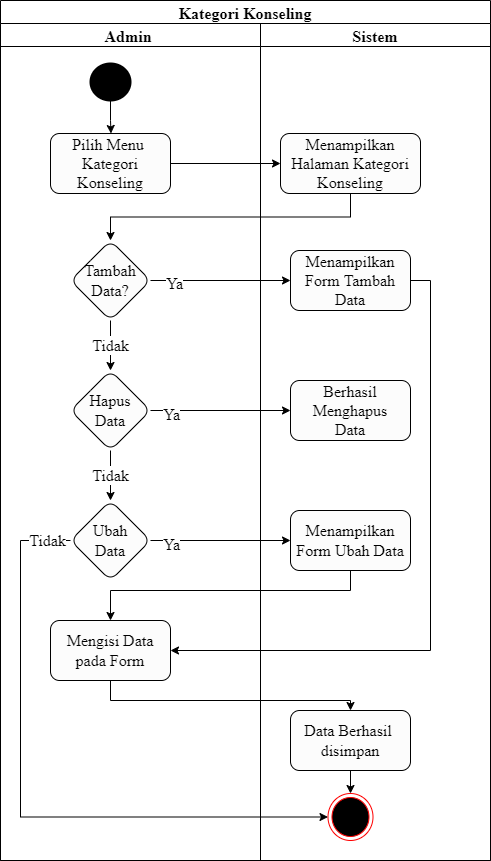 Kategori Konseling
Admin
Sistem
Pilih Menu
Kategori
Konseling
Menampilkan
Halaman Kategori
Konseling
Tambah
Data?
Ya
Menampilkan
Form Tambah
Data
Tidak
Hapus
Data
Ya
Berhasil
Menghapus
Data
Tidak
Ubah
Data
Tidak
Ya
Menampilkan
Form Ubah Data
Mengisi Data
pada Form
Data Berhasil
disimpan